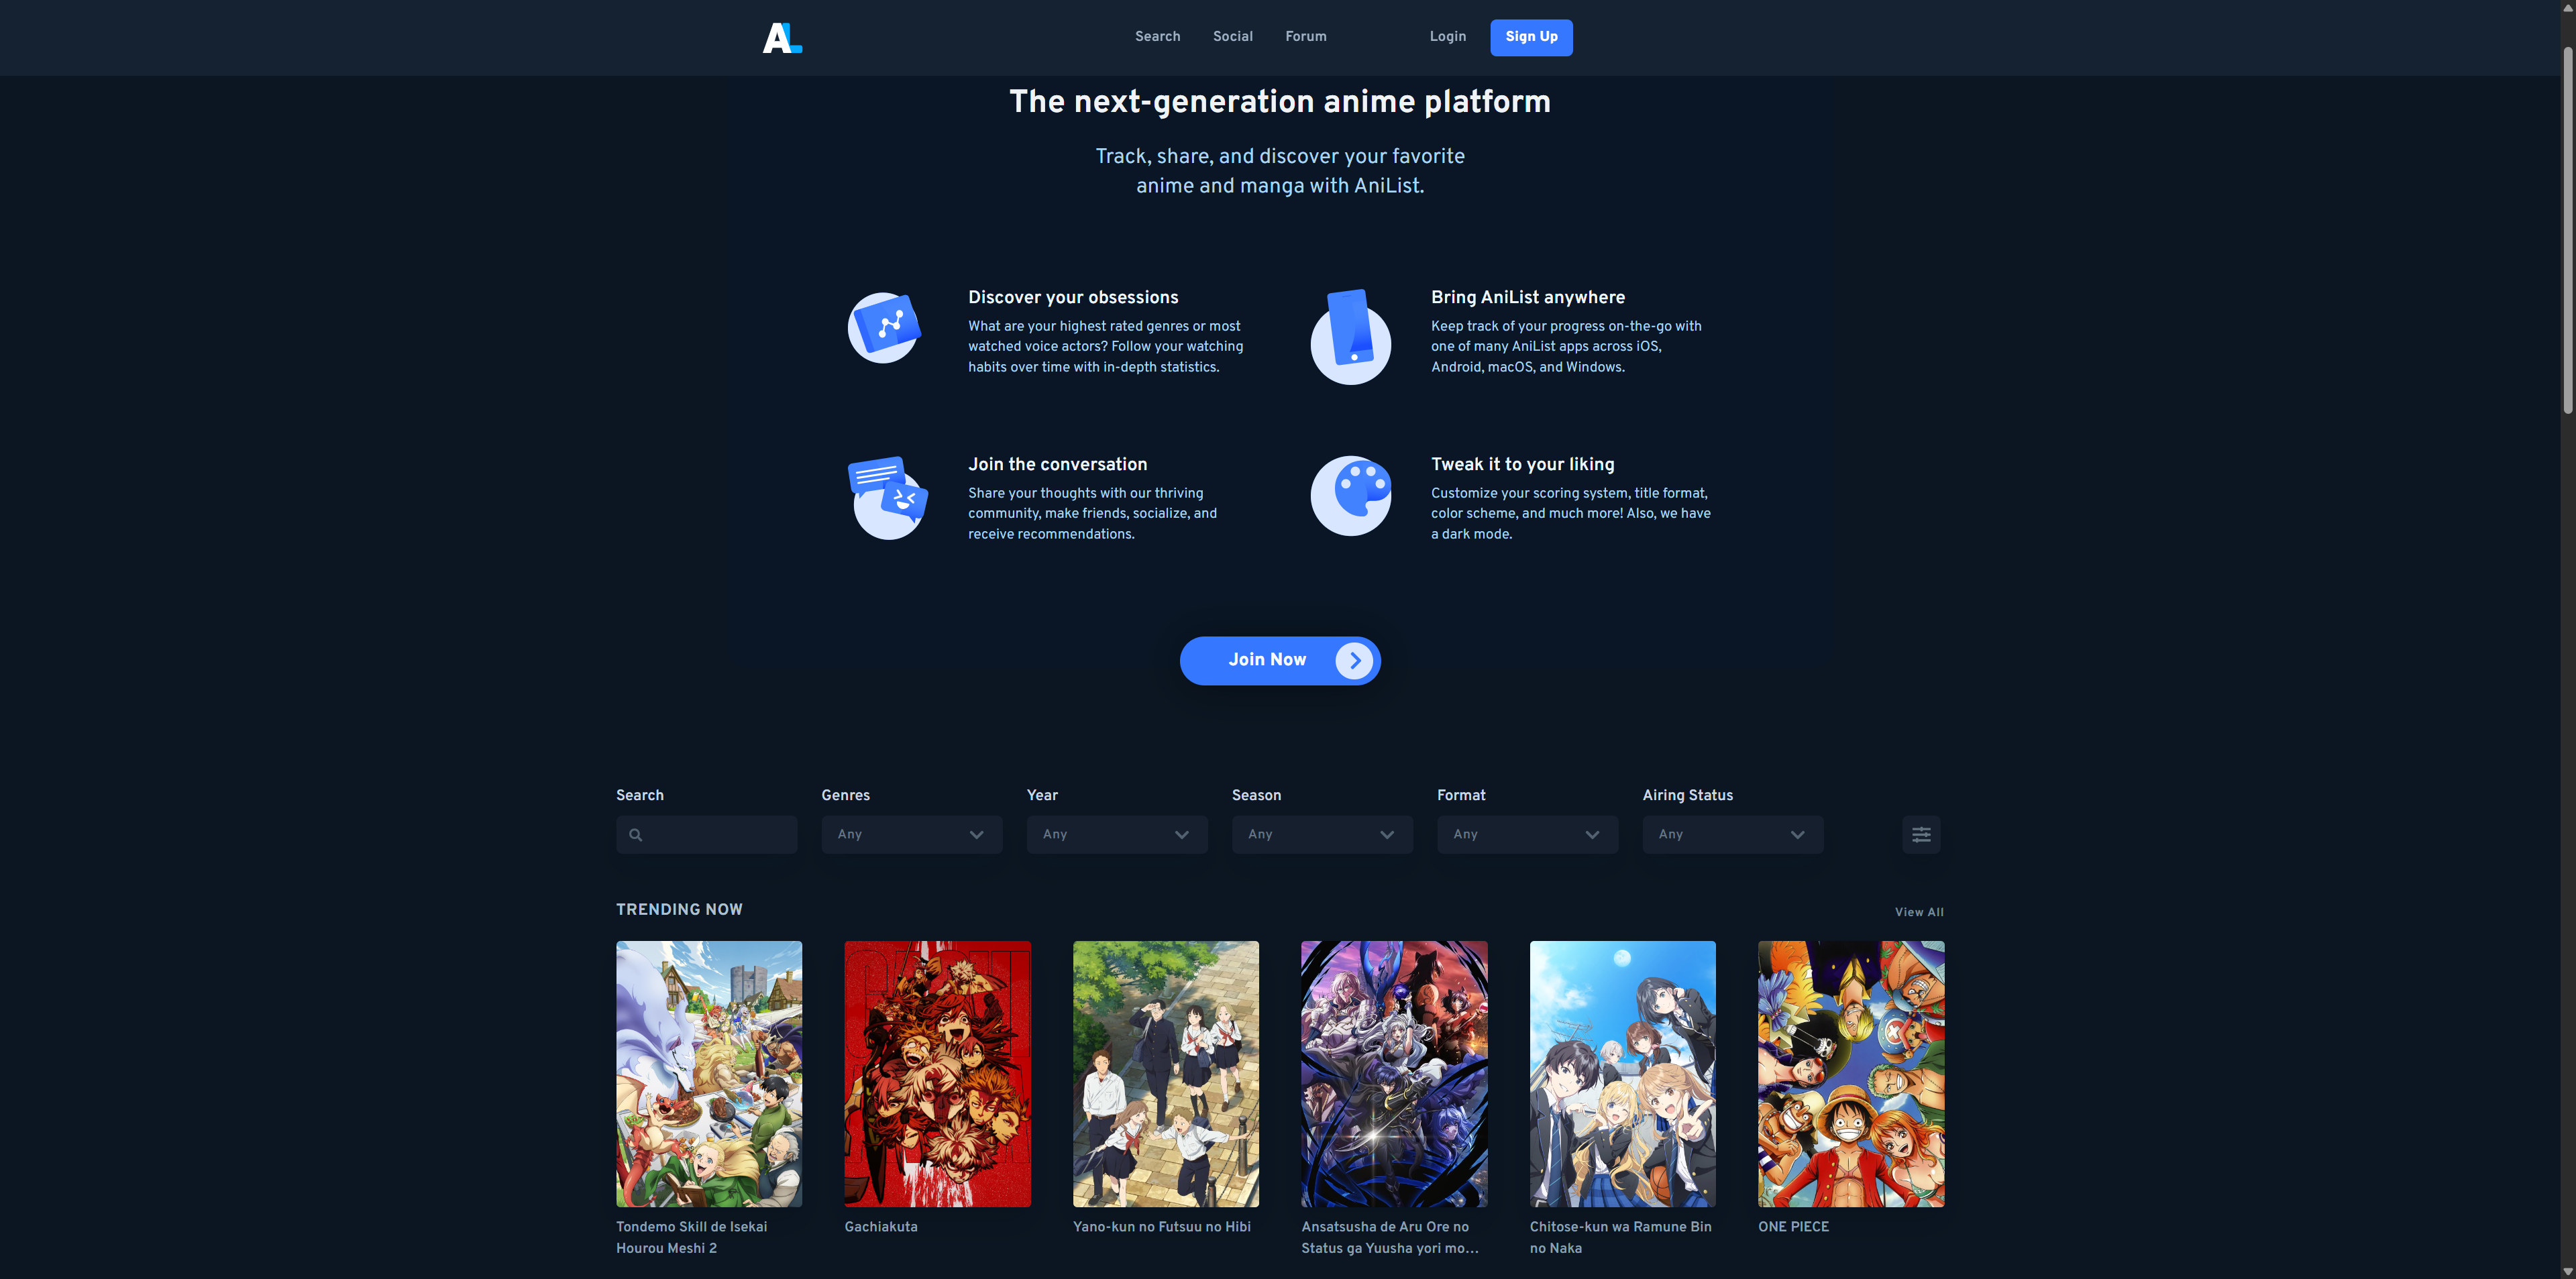 AL
Search
Social
Forum
Login
Sign Up
The next-generation anime platform
Track, share, and discover your favorite
anime and manga with AniList.
Discover your obsessions
What are your highest rated genres or most
watched voice actors? Follow your watching
habits over time with in-depth statistics.
Bring AniList anywhere
Keep track of your progress on-the-go with
one of many AniList apps across iOS,
Android, macOS, and Windows.
Join the conversation
Share your thoughts with our thriving
community, make friends, socialize, and
receive recommendations.
Tweak it to your liking
Customize your scoring system, title format,
color scheme, and much more! Also, we have
a dark mode.
Join Now
Search
Genres
Year
Season
Format
Airing Status
Any
Any
Any
Any
Any
TRENDING NOW
View All
Tondemo Skill de Isekai
Hourou Meshi 2
Gachiakuta
Yano-kun no Futsuu no Hibi
Ansatsusha de Aru Ore no
Status ga Yuusha yori mo...
Chitose-kun wa Ramune Bin
no Naka
ONE PIECE